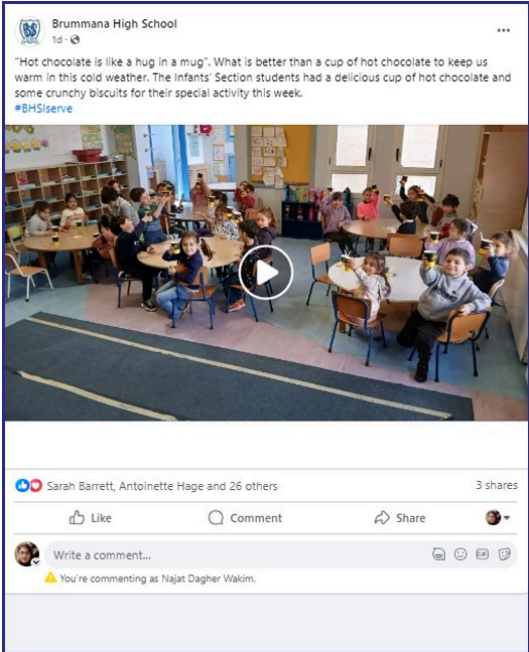 Brummana High School
1d
"Hot chocolate is like a hug in a mug". What is better than a cup of hot chocolate to keep us
warm in this cold weather. The Infants' Section students had a delicious cup of hot chocolate and
some crunchy biscuits for their special activity this week.
#BHSIserve
Sarah Barrett, Antoinette Hage and 26 others 3 shares
Like Comment Share
Write a comment... GIF
You're commenting as Najat Dagher Wakim.